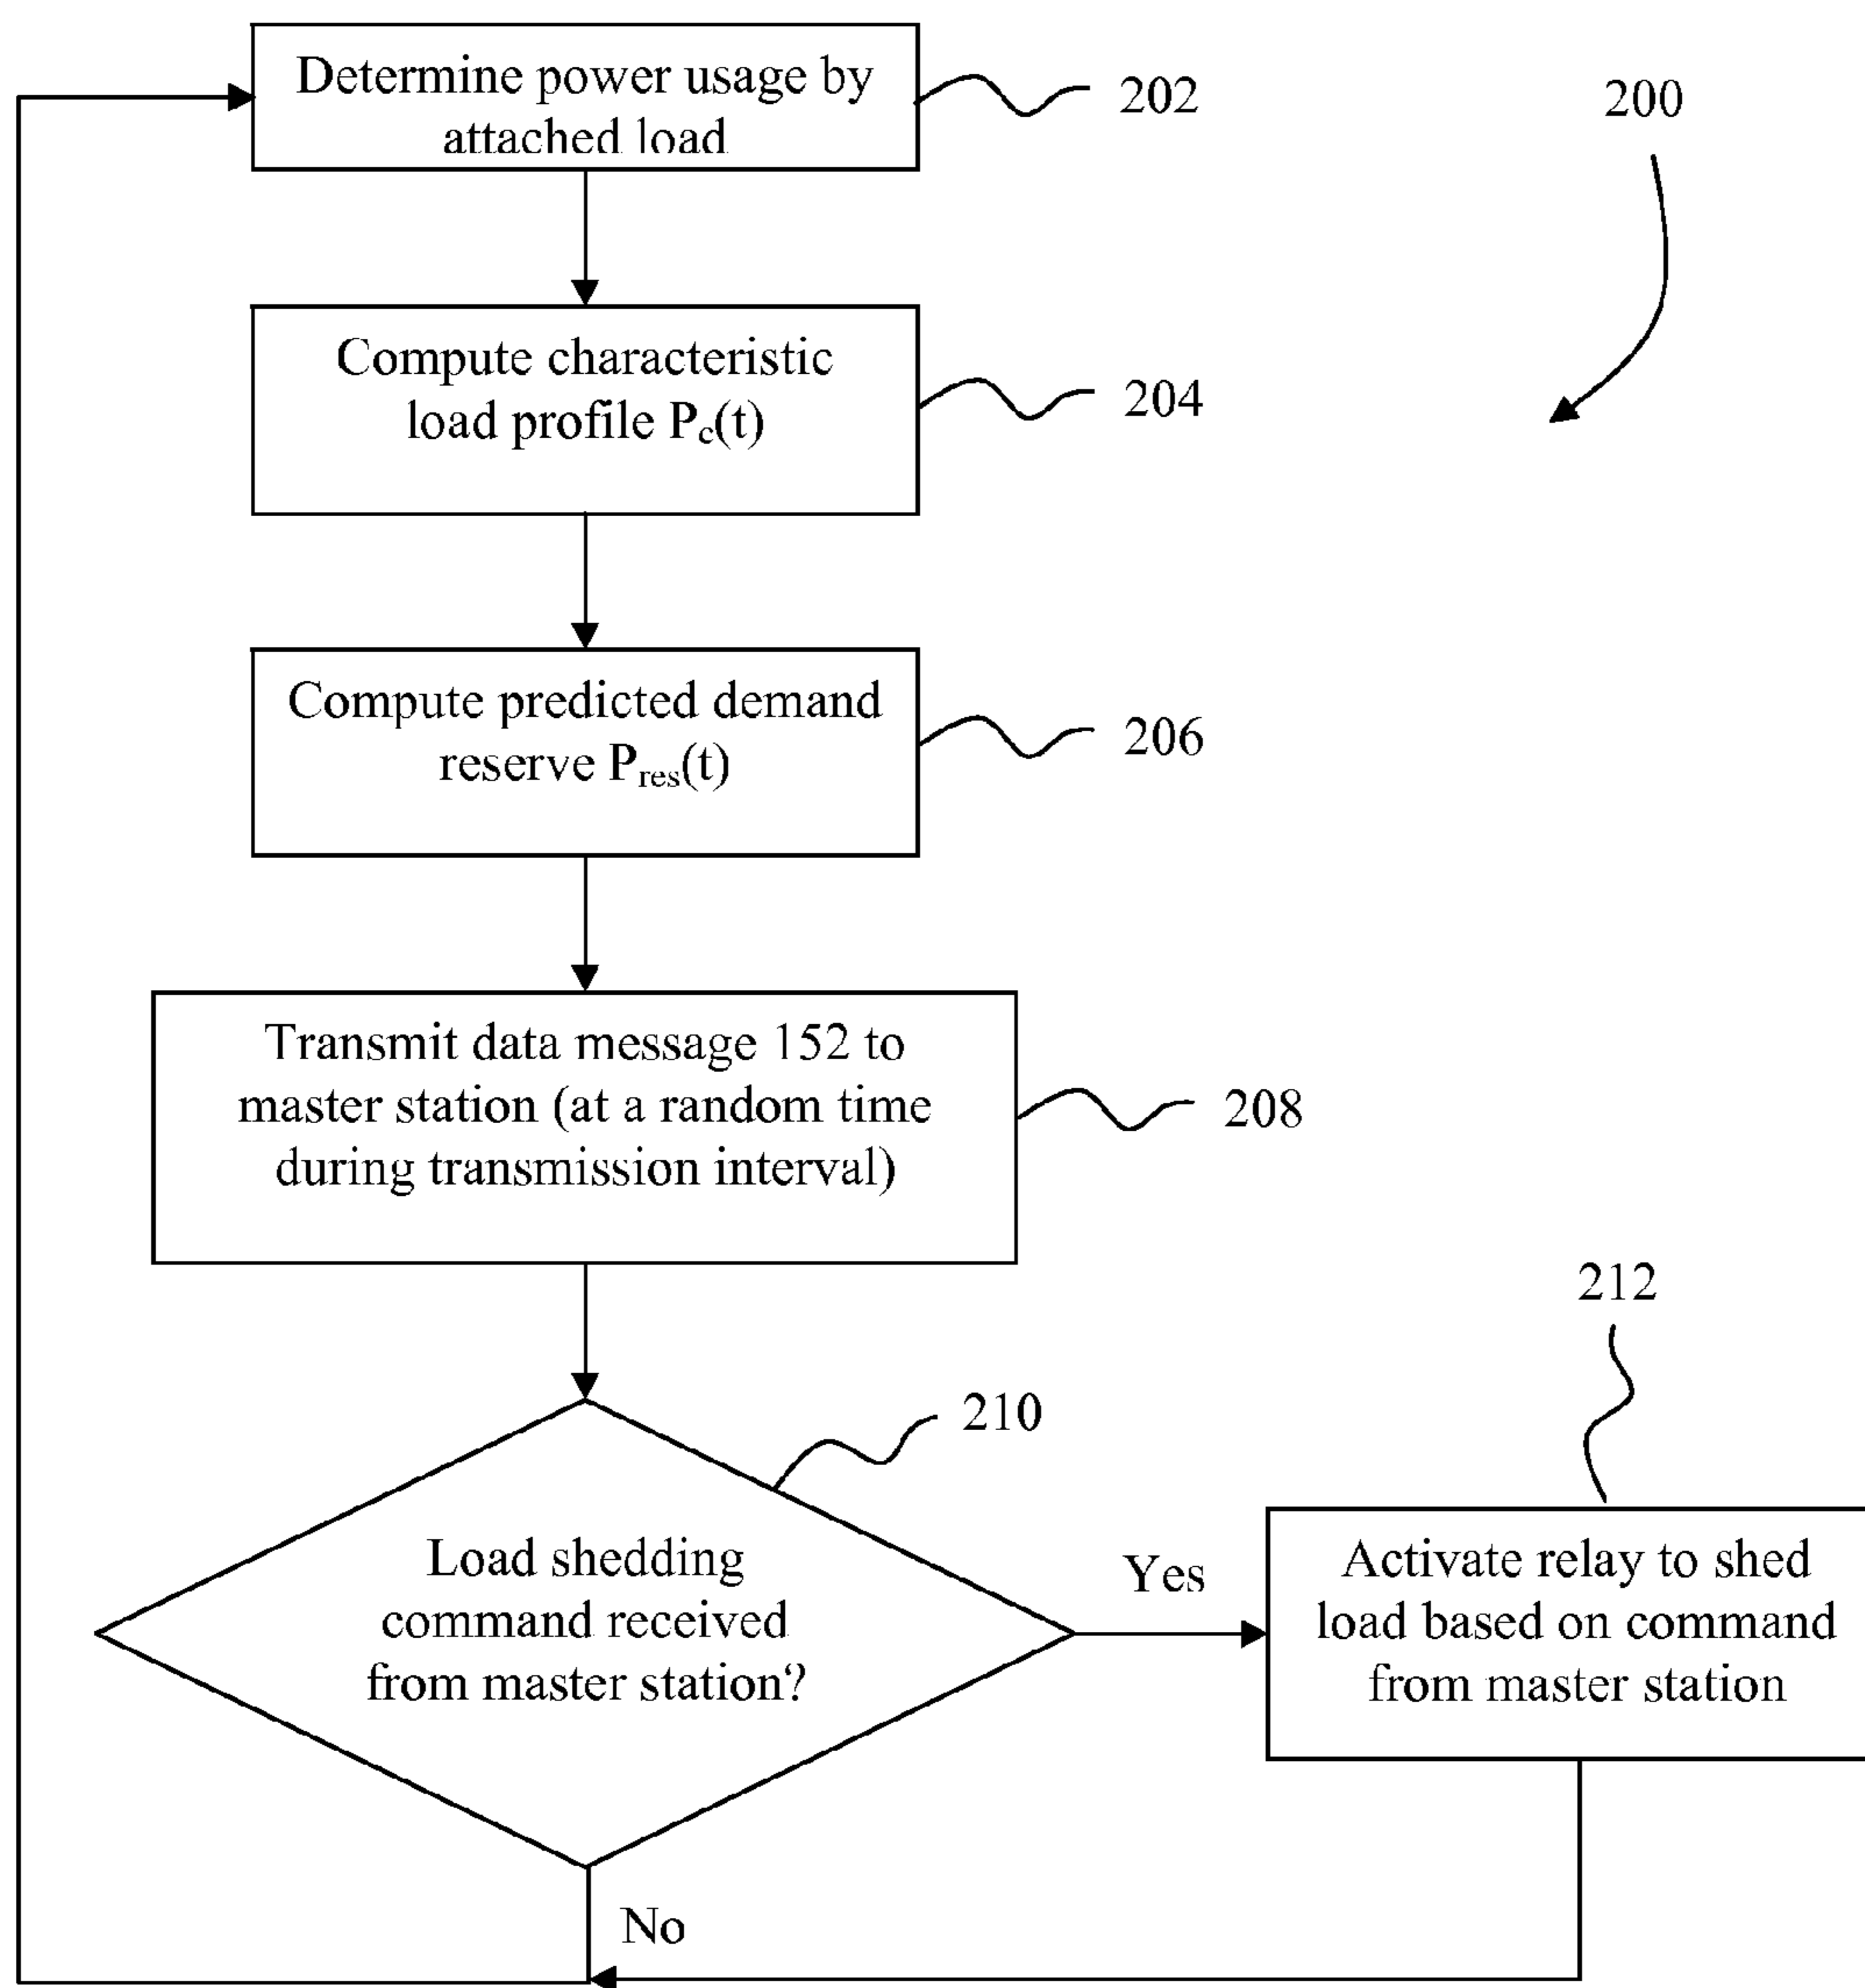 Determine power usage by
attached load
202
200
Compute characteristic
load profile Pc(t)
204
Compute predicted demand
reserve Pres(t)
206
Transmit data message 152 to
master station (at a random time
during transmission interval)
208
212
210
Load shedding
command received
from master station?
Yes
Activate relay to shed
load based on command
from master station
No